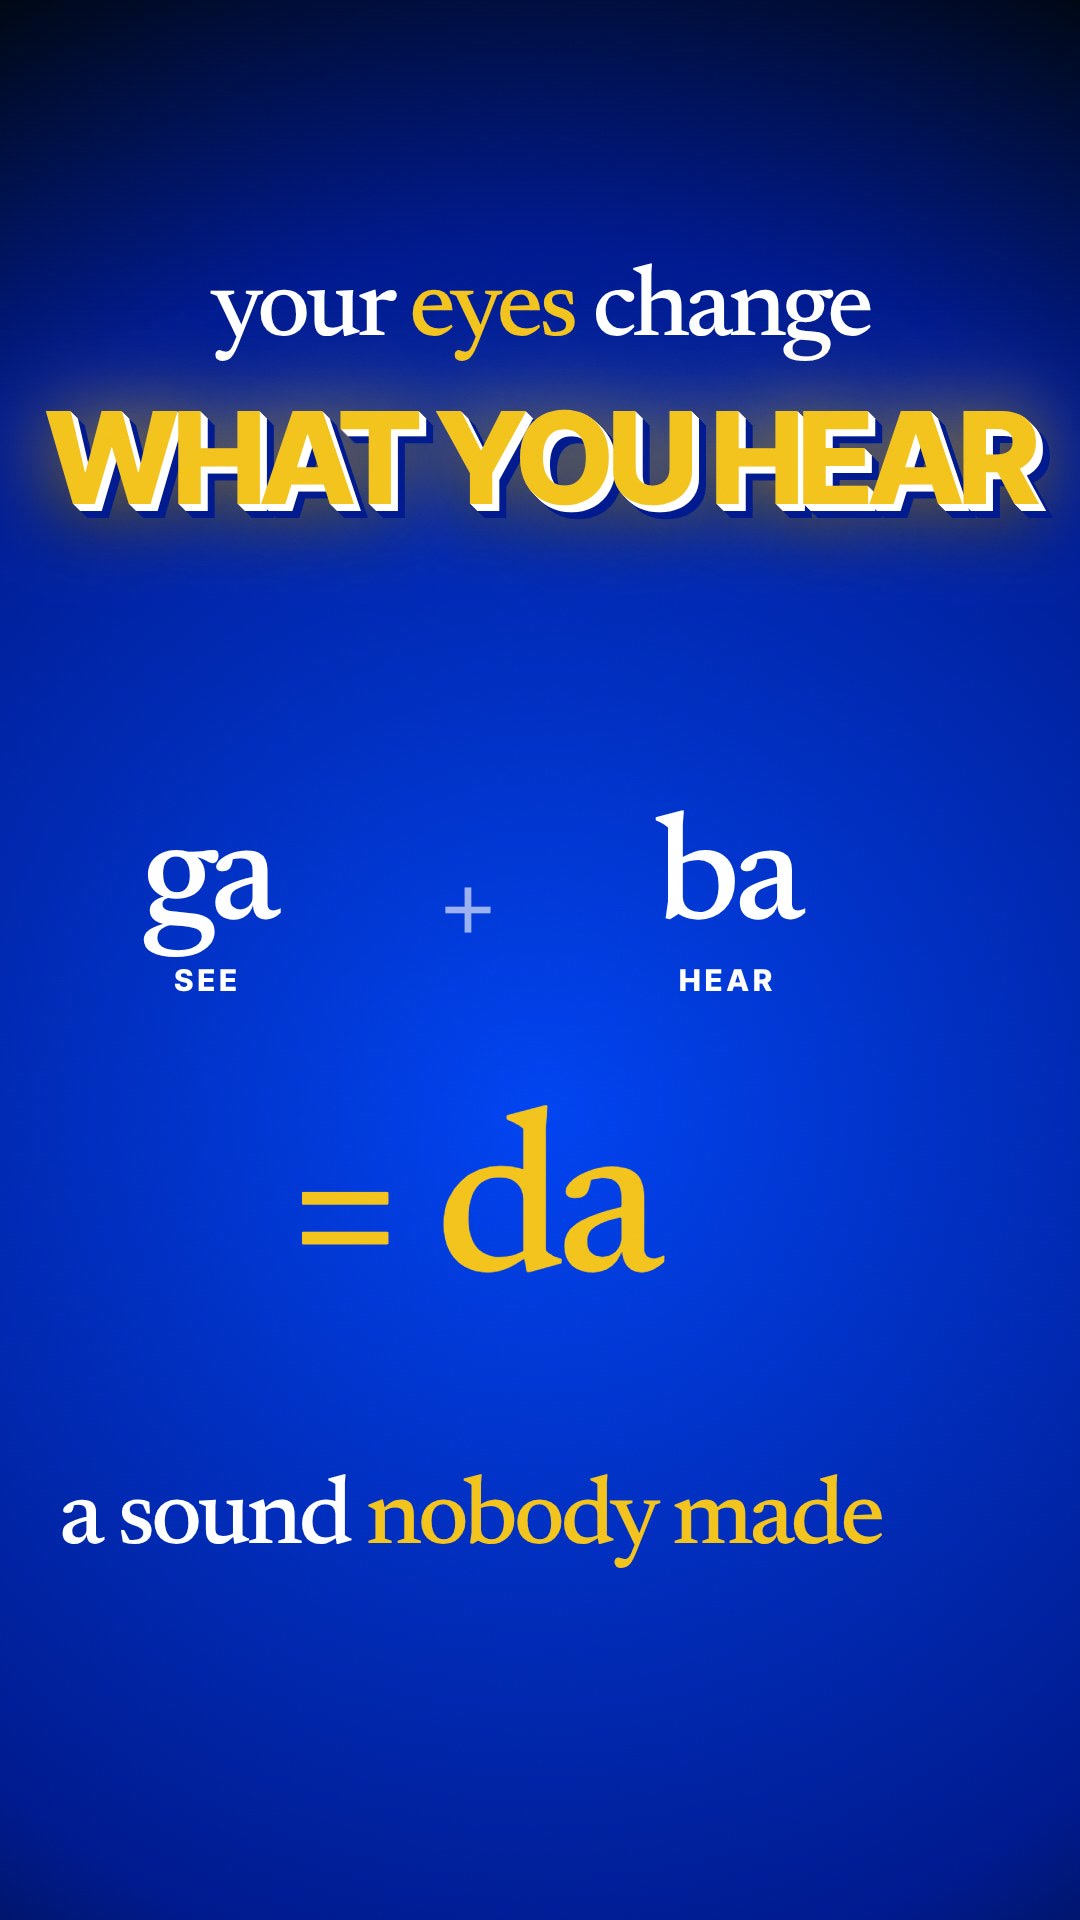 your eyes change
WHAT YOU HEAR
ga + ba
SEE HEAR
= da
a sound nobody made